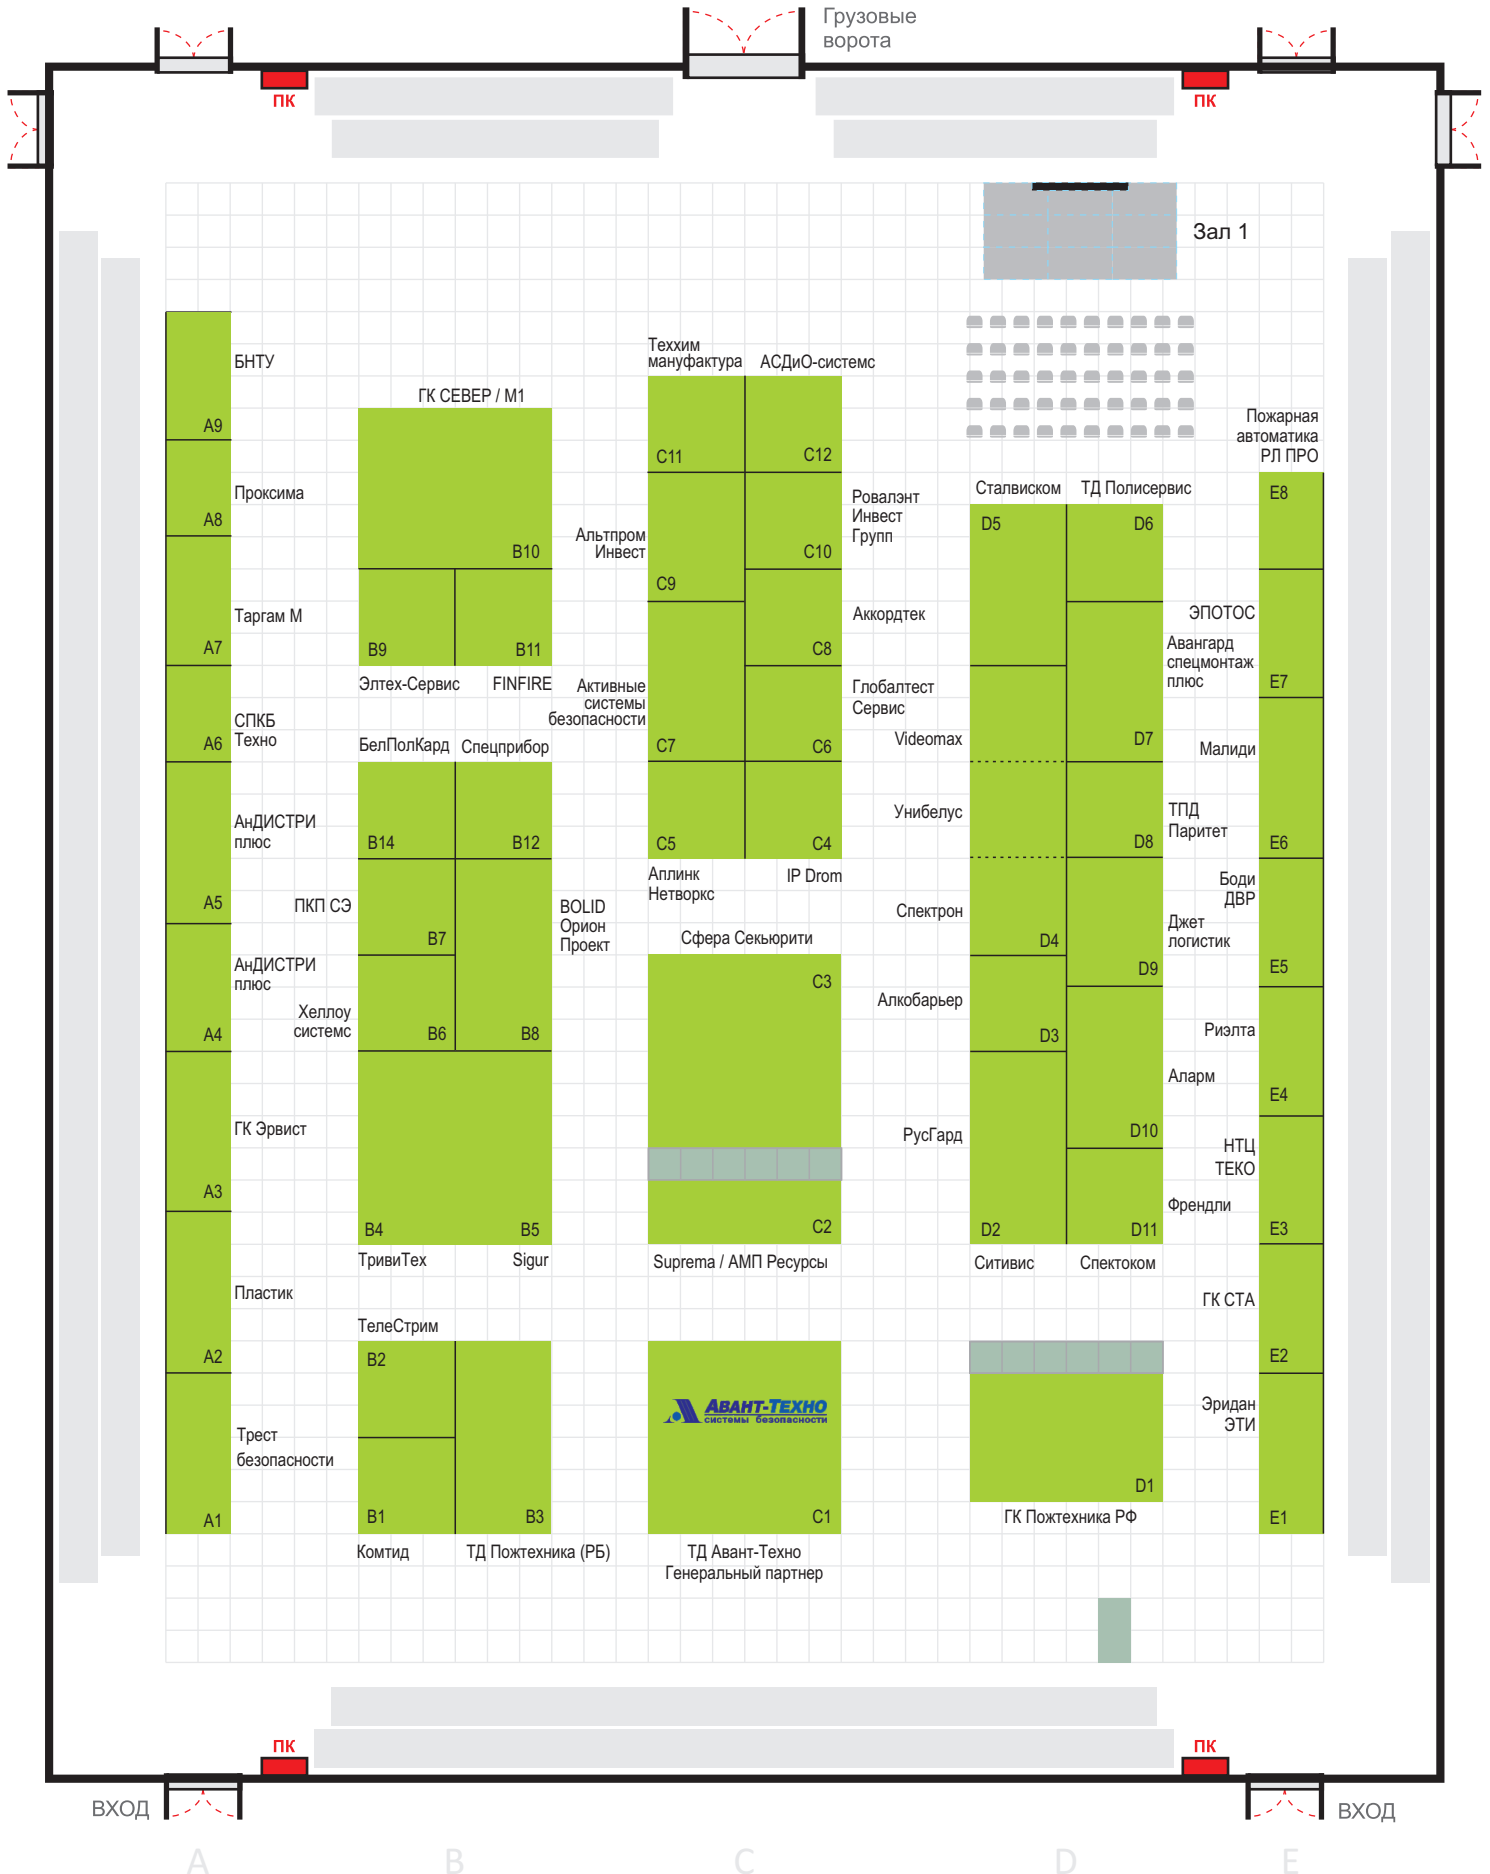 Грузовые
ворота
ПК
ПК
Зал 1
БНТУ
A9
Проксима
A8
Таргам М
A7
СПКБ
Техно
A6
АнДИСТРИ
плюс
A5
АнДИСТРИ
плюс
A4
ГК Эрвист
A3
Пластик
A2
Трест
безопасности
A1
ГК СЕВЕР / М1
B10
B9
B11
Элтех-Сервис
FINFIRE
БелПолКард
Спецприбор
B14
B12
ПКП СЭ
B7
BOLID
Орион
Проект
Хеллоу
системс
B6
B8
B4
B5
ТривиТех
Sigur
ТелеСтрим
B2
B1
B3
Комтид
ТД Пожтехника (РБ)
Теххим
мануфактура
АСДиО-системс
C11
C12
Альтпром
Инвест
C9
Ровалэнт
Инвест
Групп
C10
Аккордтек
C8
Активные
системы
безопасности
C7
Глобалтест
Сервис
C6
C5
C4
Аплинк
Нетворкс
IP Drom
Сфера Секьюрити
C3
C2
Suprema / АМП Ресурсы
АВАНТ-ТЕХНО
системы безопасности
C1
ТД Авант-Техно
Генеральный партнер
Сталвиском
ТД Полисервис
D5
D6
Videomax
Авангард
спецмонтаж
плюс
D7
Унибелус
ТПД
Паритет
D8
Спектрон
D4
Джет
логистик
D9
Алкобарьер
D3
Аларм
D10
РусГард
Френдли
D2
D11
Ситивис
Спектоком
D1
ГК Пожтехника РФ
Пожарная
автоматика
РЛ ПРО
E8
ЭПОТОС
E7
Малиди
E6
Боди
ДВР
E5
Риэлта
E4
НТЦ
ТЕКО
E3
ГК СТА
E2
Эридан
ЭТИ
E1
ПК
ПК
ВХОД
ВХОД
A
B
C
D
E